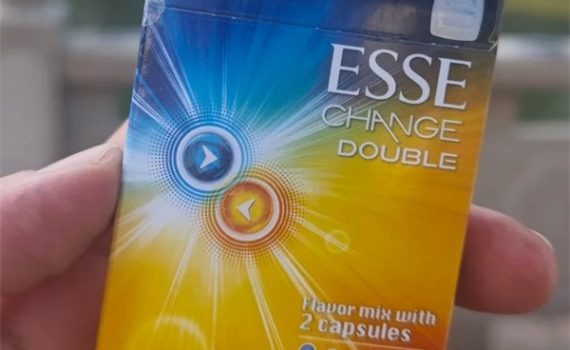 ESSE
CHANGE
DOUBLE
Flavor mix with
2 capsules